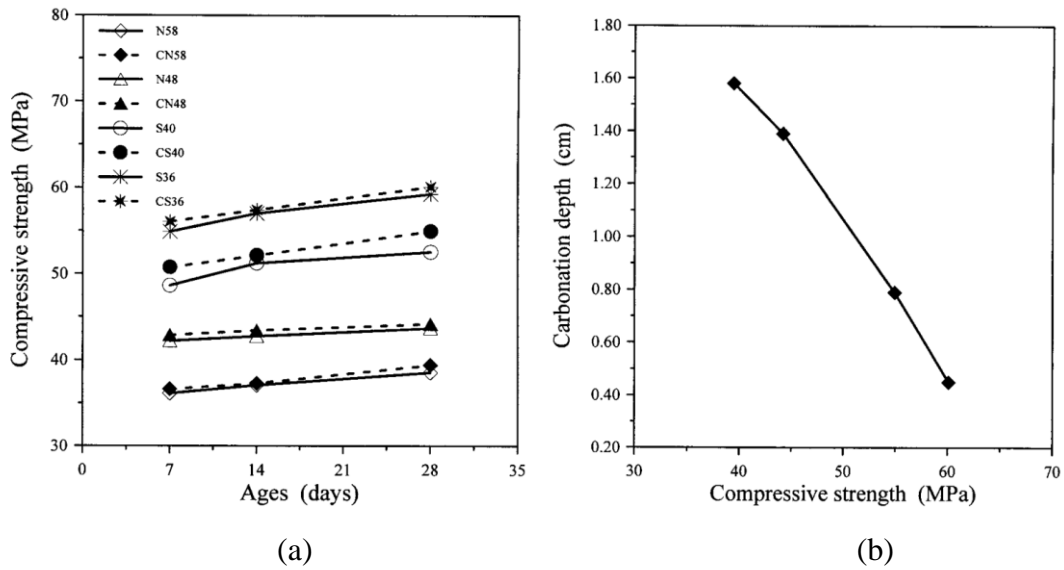 80
70
60
50
40
30
Compressive strength (MPa)
N58
CN58
N48
CN48
S40
CS40
S36
CS36
0
7
14
21
28
35
Ages (days)
(a)
1.80
1.60
1.40
1.20
1.00
0.80
0.60
0.40
0.20
Carbonation depth (cm)
30
40
50
60
70
Compressive strength (MPa)
(b)